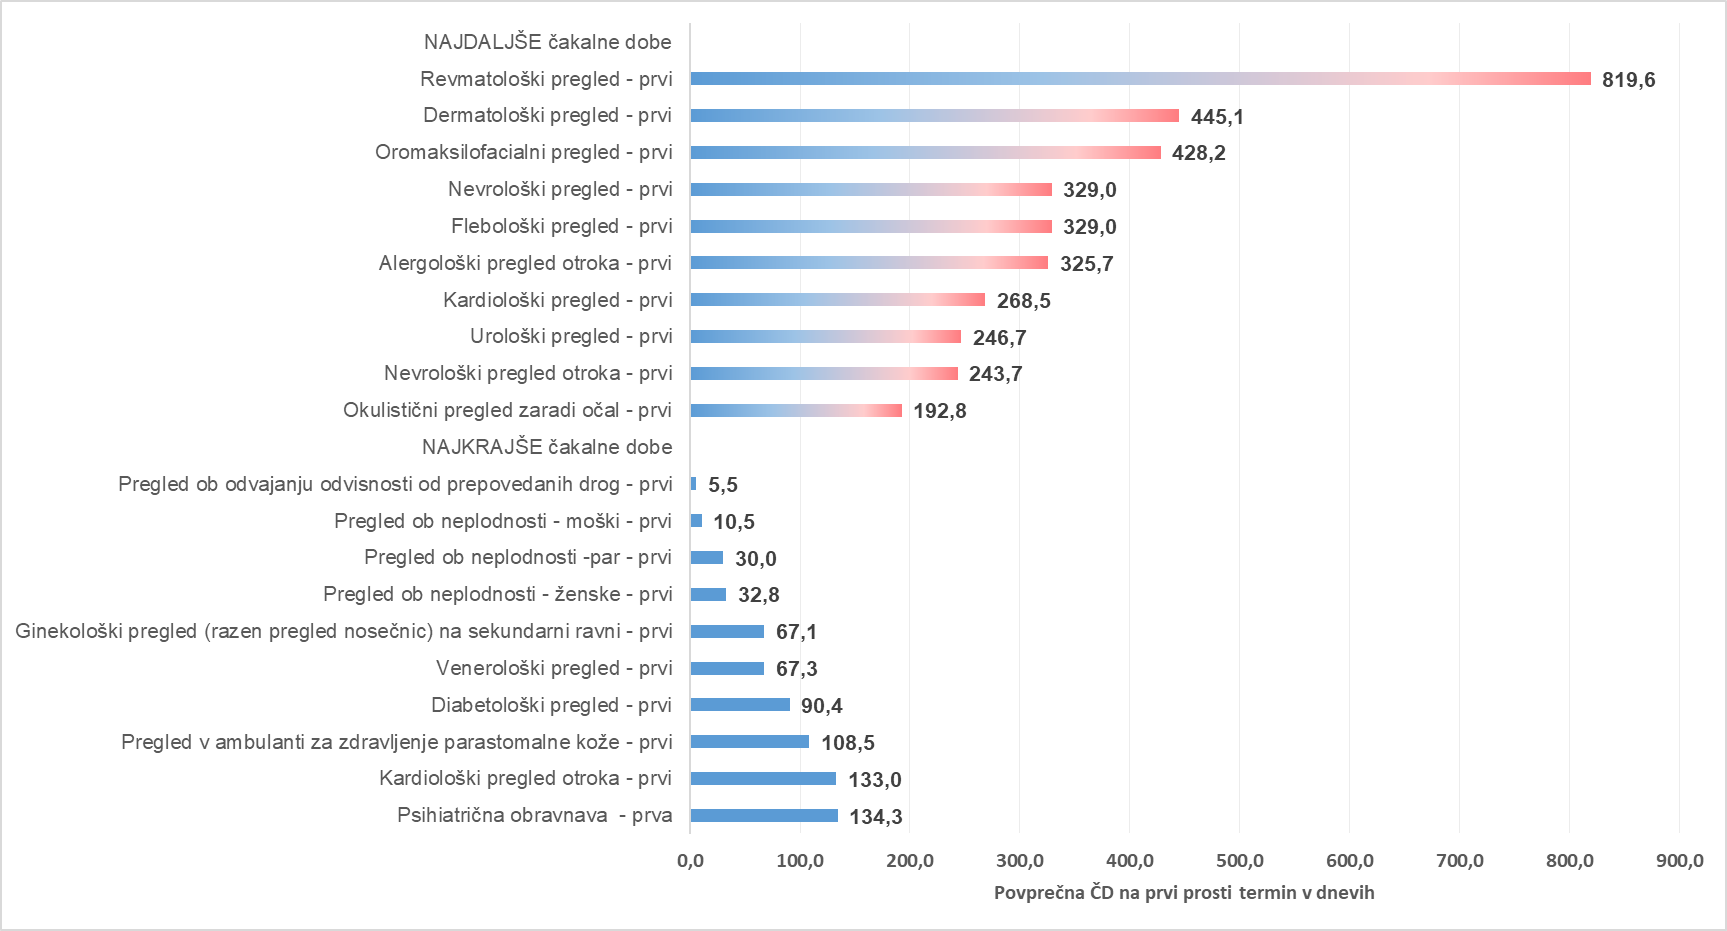 NAJDALJŠE čakalne dobe
Revmatološki pregled - prvi 819,6
Dermatološki pregled - prvi 445,1
Oromaksilofacialni pregled - prvi 428,2
Nevrološki pregled - prvi 329,0
Flebološki pregled - prvi 329,0
Alergološki pregled otroka - prvi 325,7
Kardiološki pregled - prvi 268,5
Urološki pregled - prvi 246,7
Nevrološki pregled otroka - prvi 243,7
Okulistični pregled zaradi očal - prvi 192,8
NAJKRAJŠE čakalne dobe
Pregled ob odvajanju odvisnosti od prepovedanih drog - prvi 5,5
Pregled ob neplodnosti - moški - prvi 10,5
Pregled ob neplodnosti -par - prvi 30,0
Pregled ob neplodnosti - ženske - prvi 32,8
Ginekološki pregled (razen pregled nosečnic) na sekundarni ravni - prvi 67,1
Venerološki pregled - prvi 67,3
Diabetološki pregled - prvi 90,4
Pregled v ambulanti za zdravljenje parastomalne kože - prvi 108,5
Kardiološki pregled otroka - prvi 133,0
Psihiatrična obravnava  - prva 134,3
0,0 100,0 200,0 300,0 400,0 500,0 600,0 700,0 800,0 900,0
Povprečna ČD na prvi prosti termin v dnevih